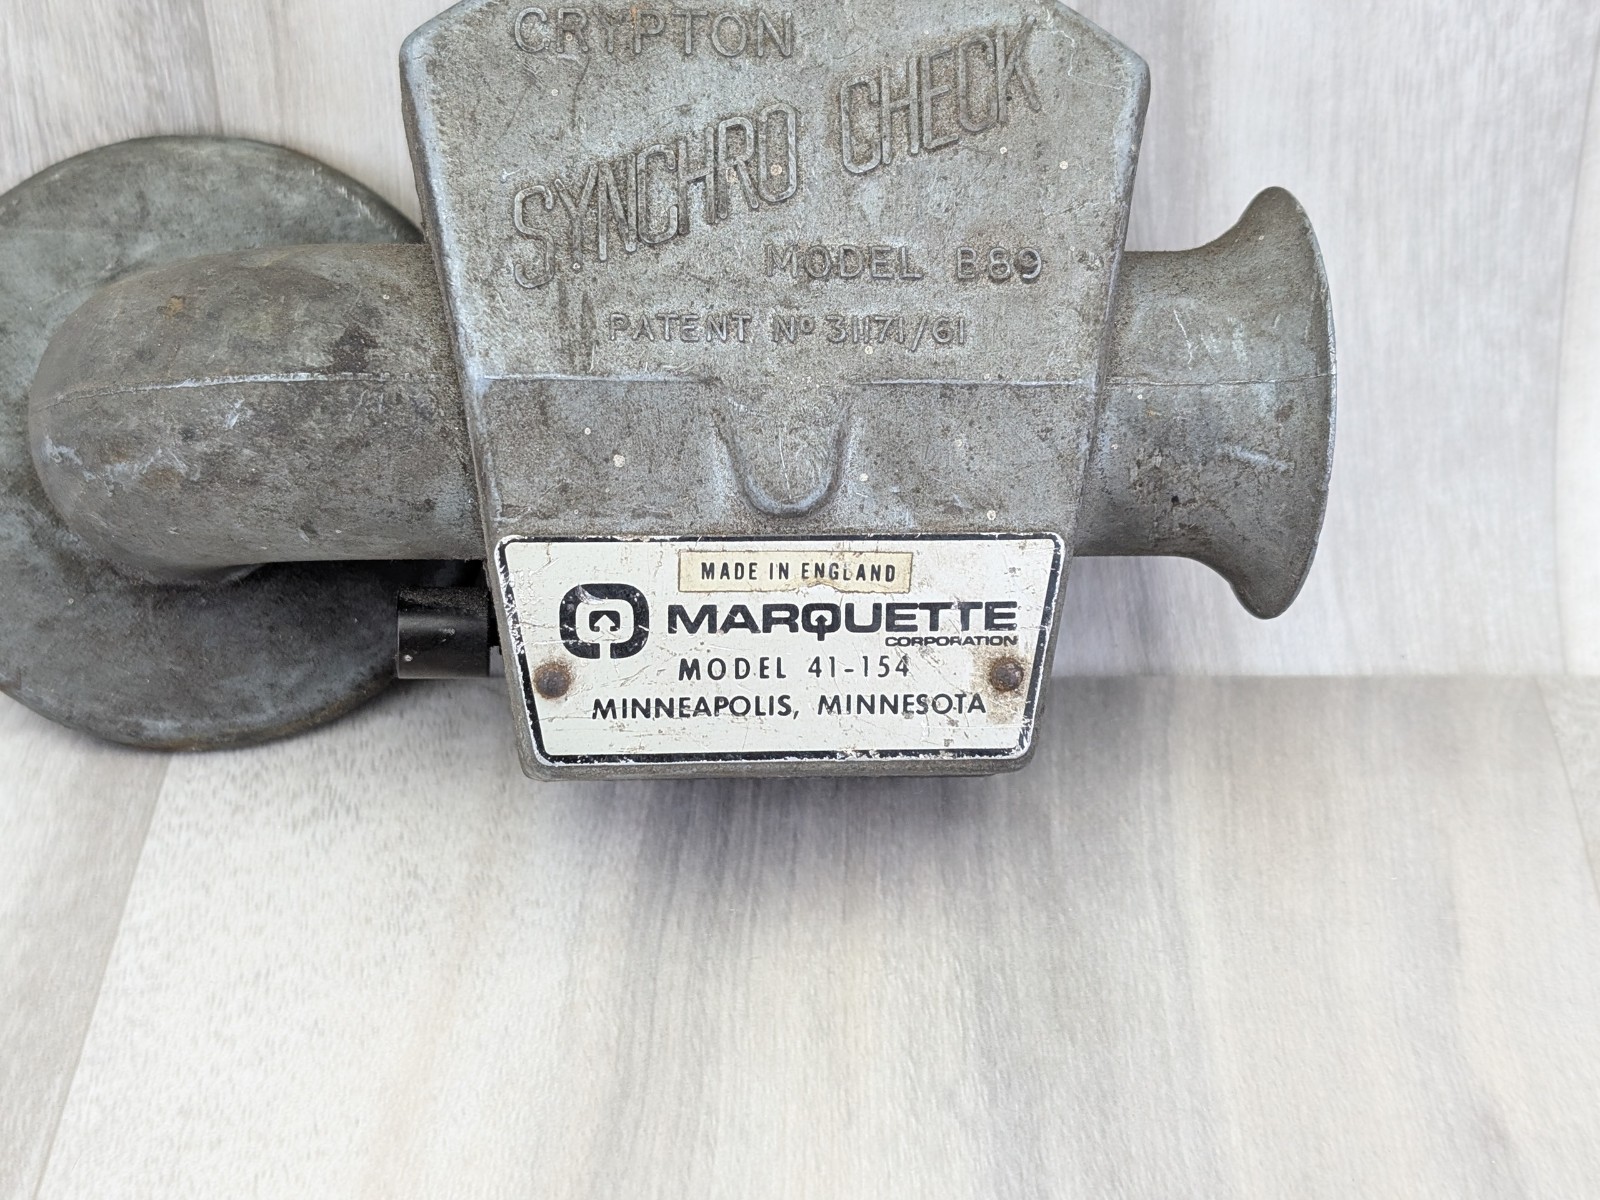 CRYPTON
SYNCHRO CHECK
MODEL B89
PATENT Nº 31171/61
MADE IN ENGLAND
MARQUETTE
CORPORATION
MODEL 41-154
MINNEAPOLIS, MINNESOTA